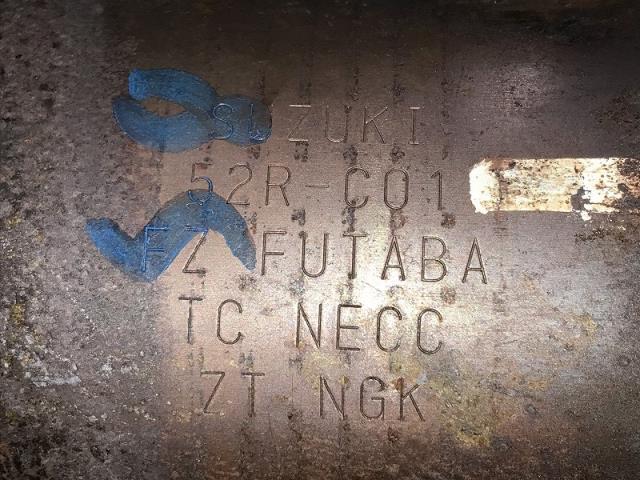 SUZUKI
52R-C01
FZ FUTABA
TC NECC
ZT NGK